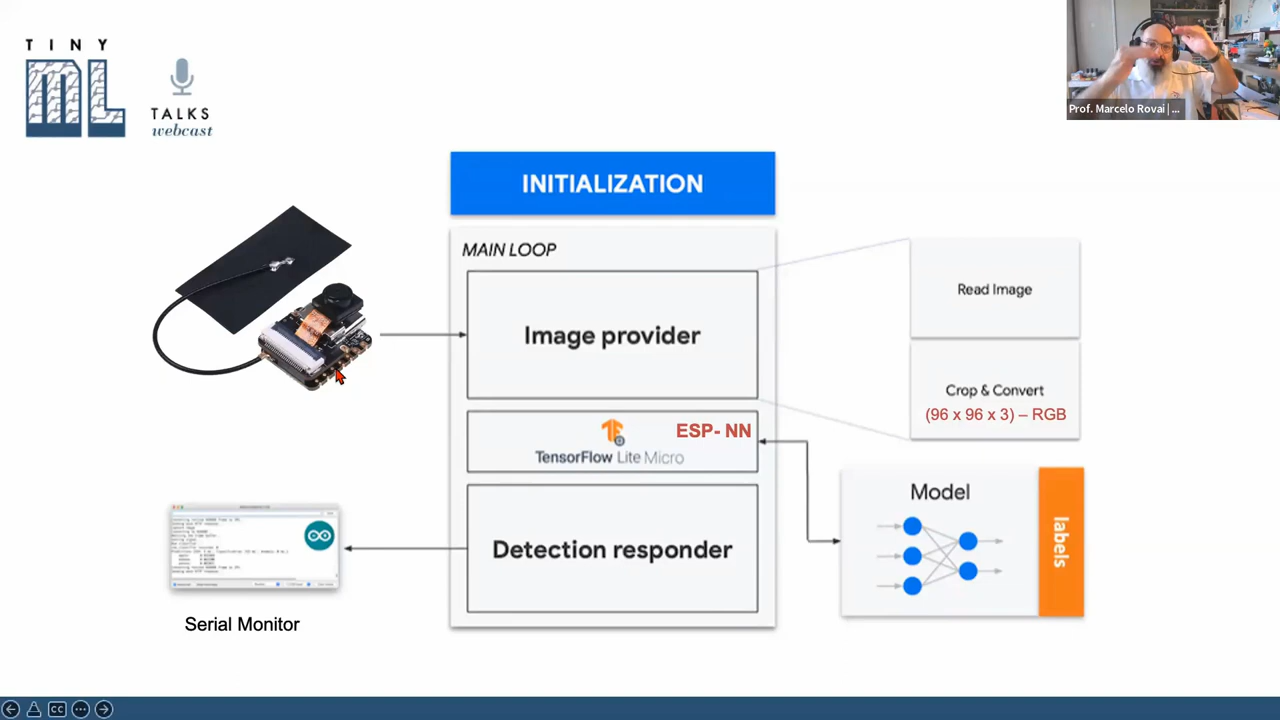 TINY
ML
TALKS
webcast
Prof. Marcelo Rovai | ...
INITIALIZATION
MAIN LOOP
Image provider
Read Image
Crop & Convert
(96 x 96 x 3) – RGB
ESP- NN
TensorFlow Lite Micro
Model
labels
Detection responder
Serial Monitor
CC